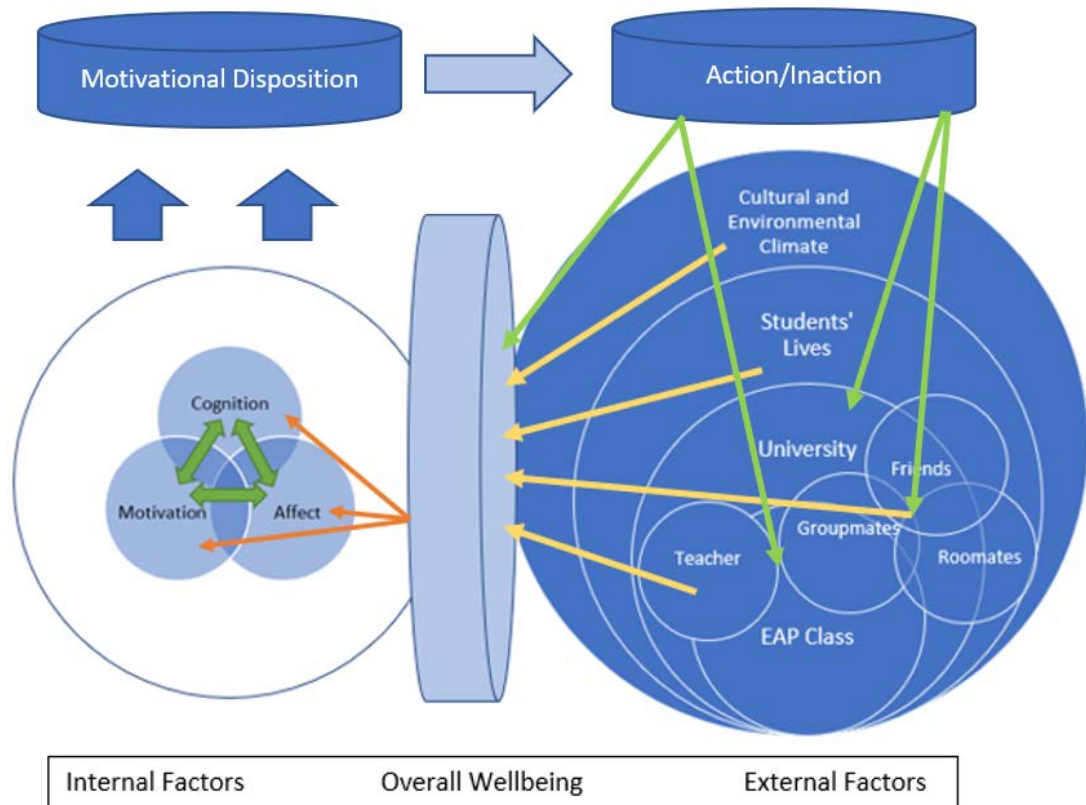 Motivational Disposition
Action/Inaction
Cultural and
Environmental
Climate
Students'
Lives
Cognition
University
Friends
Motivation
Affect
Groupmates
Teacher
Roomates
EAP Class
Internal Factors
Overall Wellbeing
External Factors